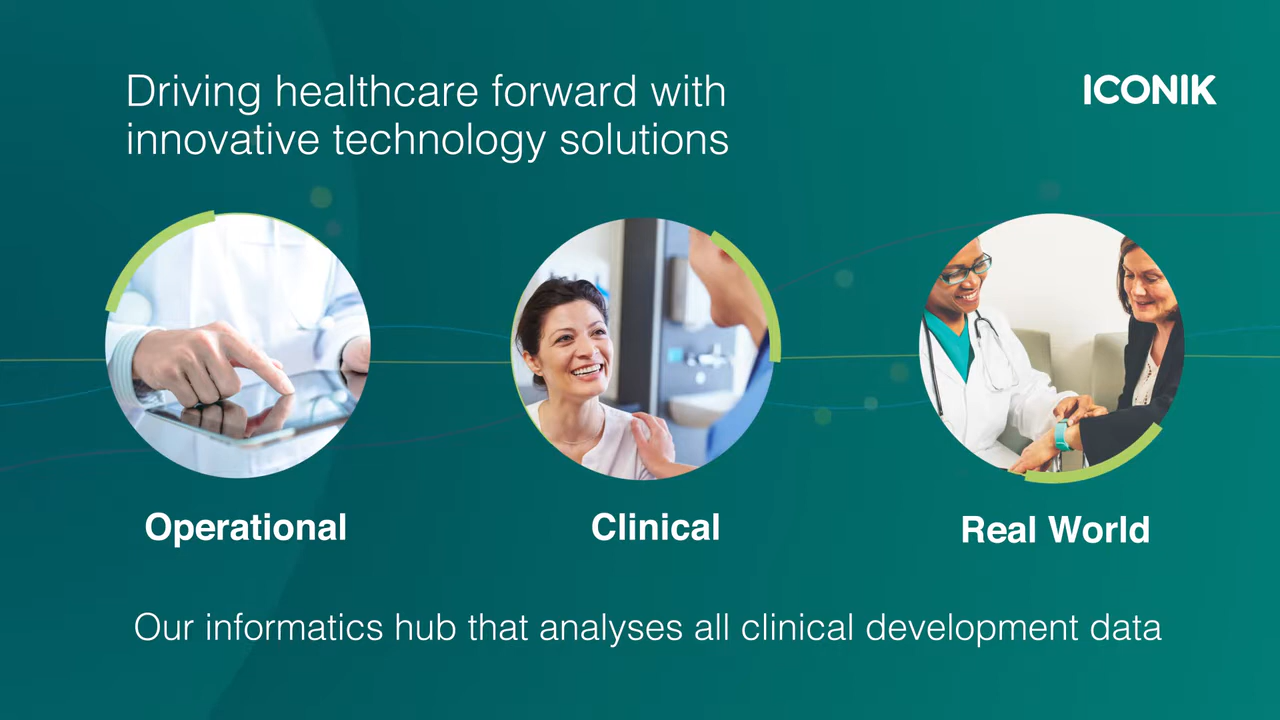 Driving healthcare forward with
innovative technology solutions
ICONIK
Operational
Clinical
Real World
Our informatics hub that analyses all clinical development data